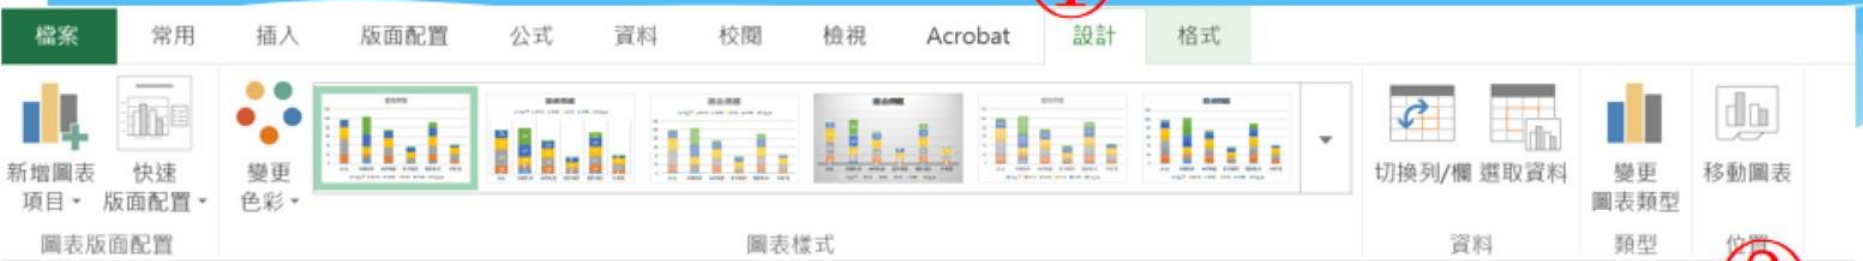 ①
檔案 常用 插入 版面配置 公式 資料 校閱 檢視 Acrobat 設計 格式
新增圖表 快速 變更 切換列/欄 選取資料 變更 移動圖表
項目 版面配置 色彩 圖表類型
圖表版面配置 圖表樣式 資料 類型 位置